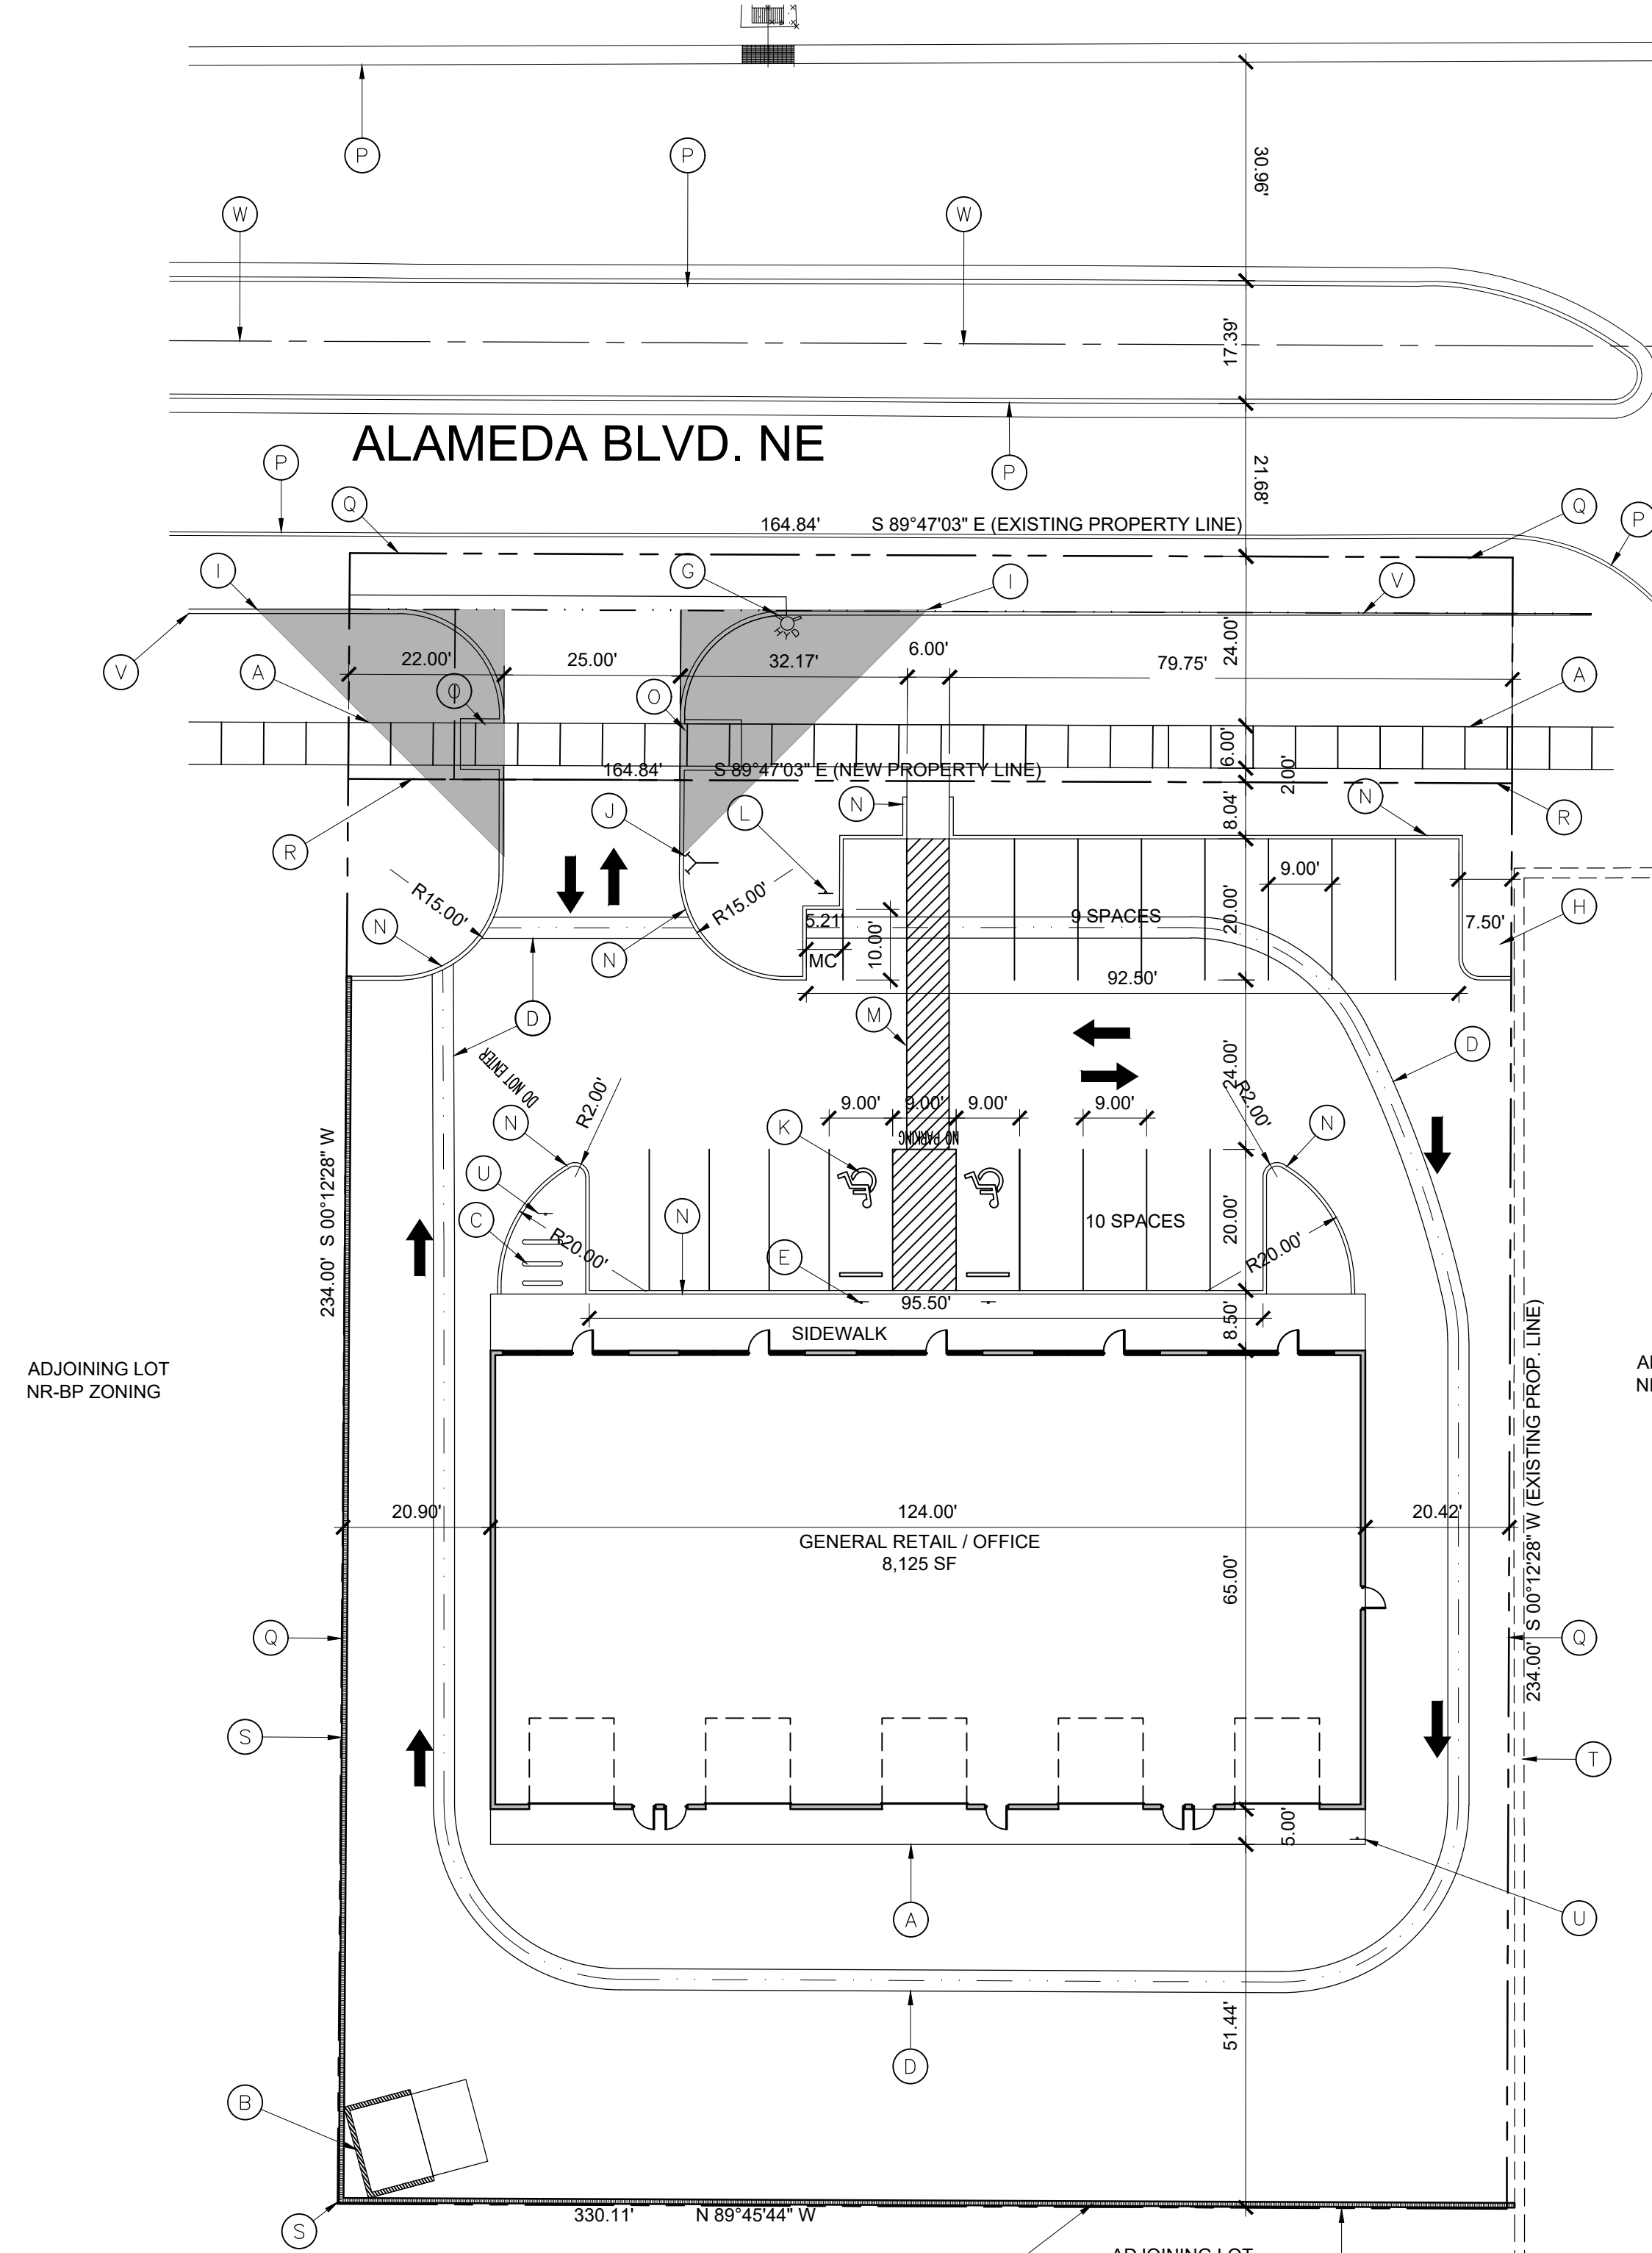 P
P
30.96'
W
W
17.39'
ALAMEDA BLVD. NE
P
P
21.68'
Q
164.84' S 89°47'03" E (EXISTING PROPERTY LINE)
Q
P
I
G
I
V
HYD
V
A
22.00'
25.00'
32.17'
6.00'
79.75'
24.00'
A
O
O
6.00'
164.84' S 89°47'03" E (NEW PROPERTY LINE)
2.00'
R
J
L
N
8.04'
N
R
R15.00'
R15.00'
9.00'
N
N
5.21'
MC
10.00'
9 SPACES
20.00'
7.50'
H
92.50'
D
M
D
DO NOT ENTER
24.00'
N
R2.00'
K
9.00'
9.00'
9.00'
9.00'
R2.00'
N
NO PARKING
U
C
N
R20.00'
E
10 SPACES
20.00'
R20.00'
95.50'
SIDEWALK
8.50'
234.00' S 00°12'28" W
ADJOINING LOT
NR-BP ZONING
234.00' S 00°12'28" W (EXISTING PROP. LINE)
20.90'
124.00'
20.42'
GENERAL RETAIL / OFFICE
8,125 SF
65.00'
Q
Q
S
T
5.00'
A
U
D
51.44'
B
330.11' N 89°45'44" W
S